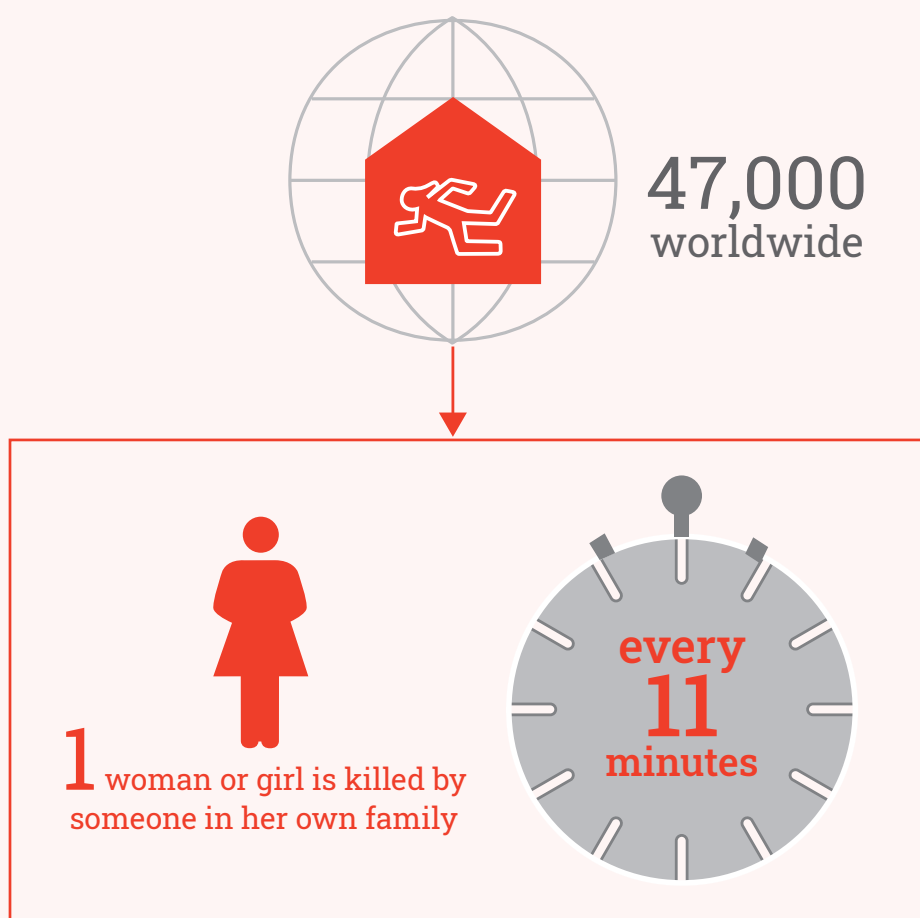 47,000
worldwide
1 woman or girl is killed by
someone in her own family
every
11
minutes